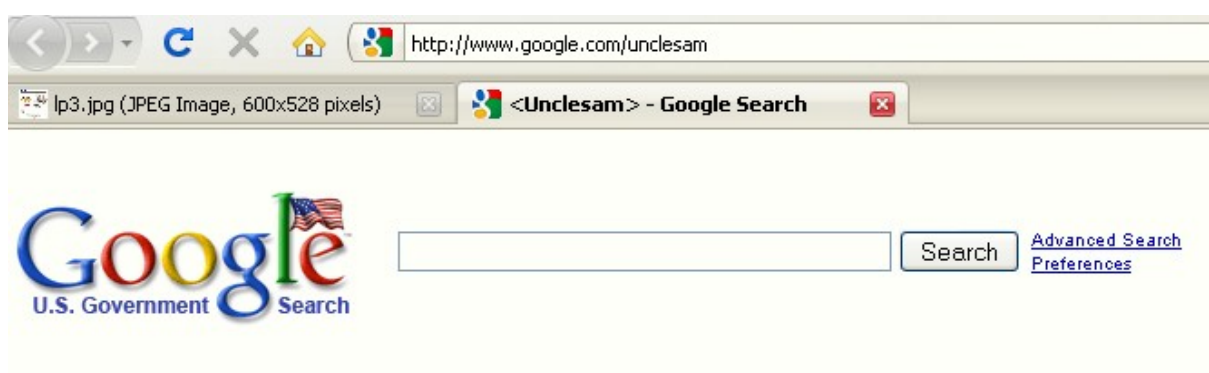 http://www.google.com/unclesam
lp3.jpg (JPEG Image, 600x528 pixels)
<Unclesam> - Google Search
Google
U.S. Government Search
Search
Advanced Search
Preferences